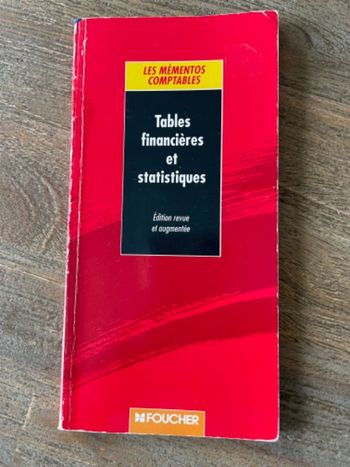 LES MÉMENTOS
COMPTABLES
Tables
financières
et
statistiques
Édition revue
et augmentée
FOUCHER